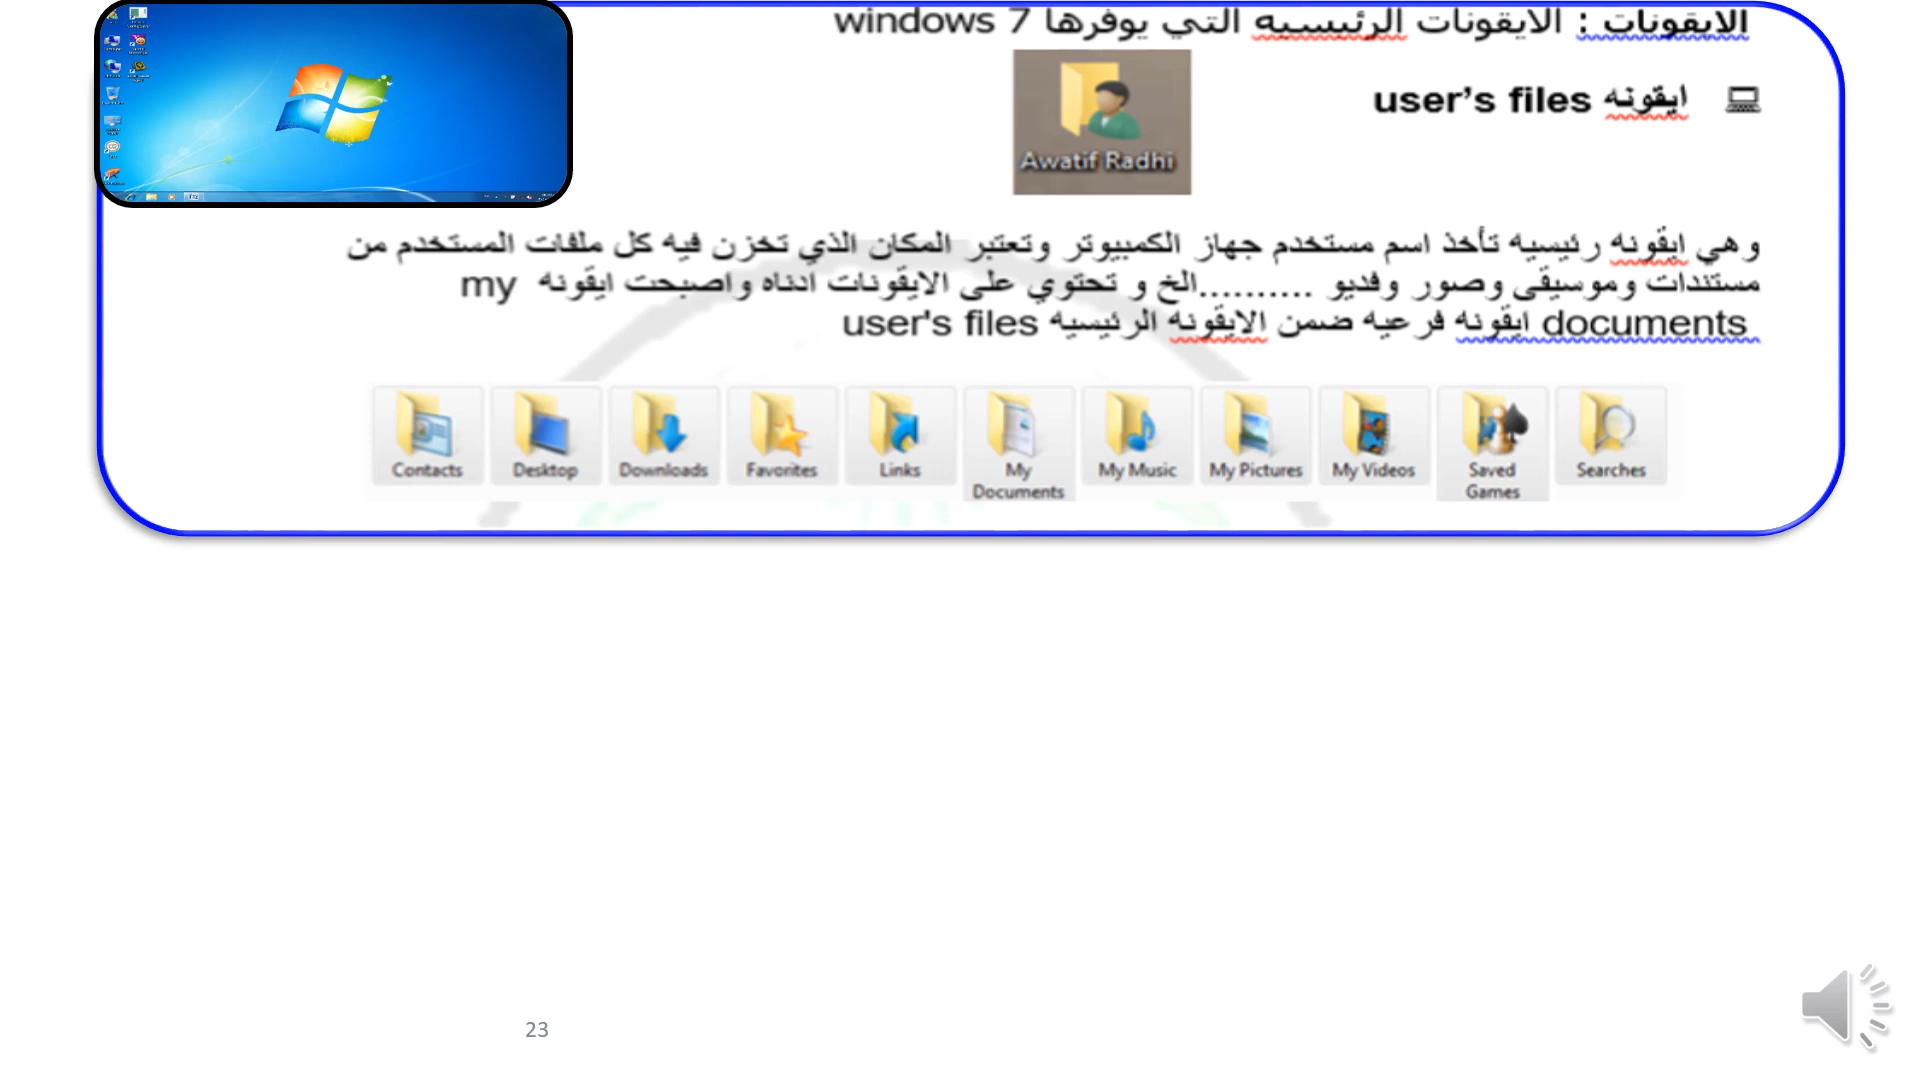 الايقونات : الايقونات الرئيسيه التي يوفرها windows 7
ايقونه user’s files
Awatif Radhi
و هي ايقونه رئيسيه تأخذ اسم مستخدم جهاز الكمبيوتر وتعتبر المكان الذي تخزن فيه كل ملفات المستخدم من
مستندات وموسيقى وصور وفديو ..........الخ و تحتوي على الايقونات ادناه واصبحت ايقونه my
documents ايقونه فرعيه ضمن الايقونه الرئيسيه user's files
Contacts Desktop Downloads Favorites Links My Documents My Music My Pictures My Videos Saved Games Searches
23